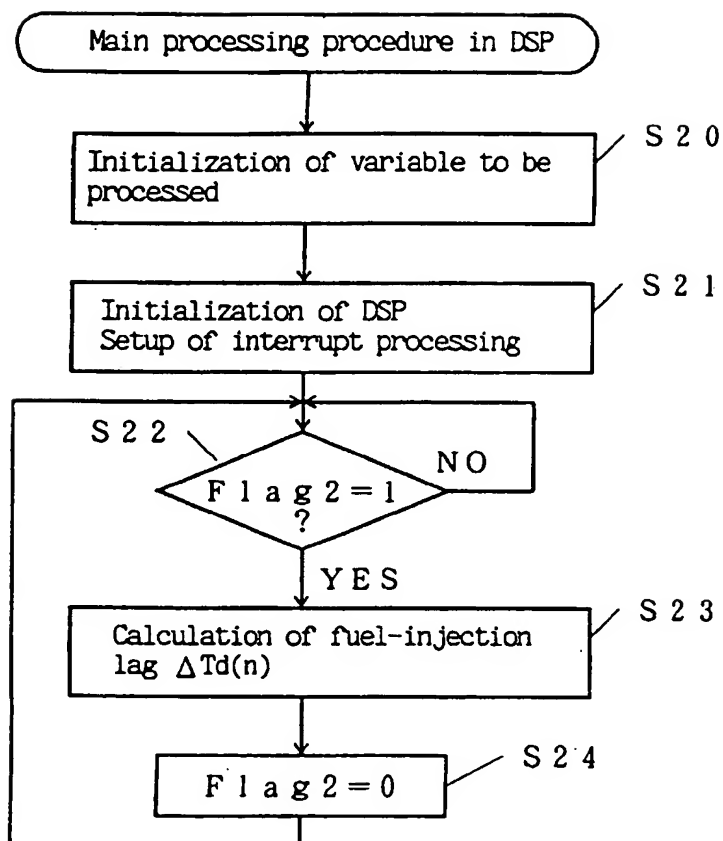 Main processing procedure in DSP
S20
Initialization of variable to be
processed
S21
Initialization of DSP
Setup of interrupt processing
S22
Flag2=1
?
NO
YES
S23
Calculation of fuel-injection
lag ΔTd(n)
S24
Flag2=0